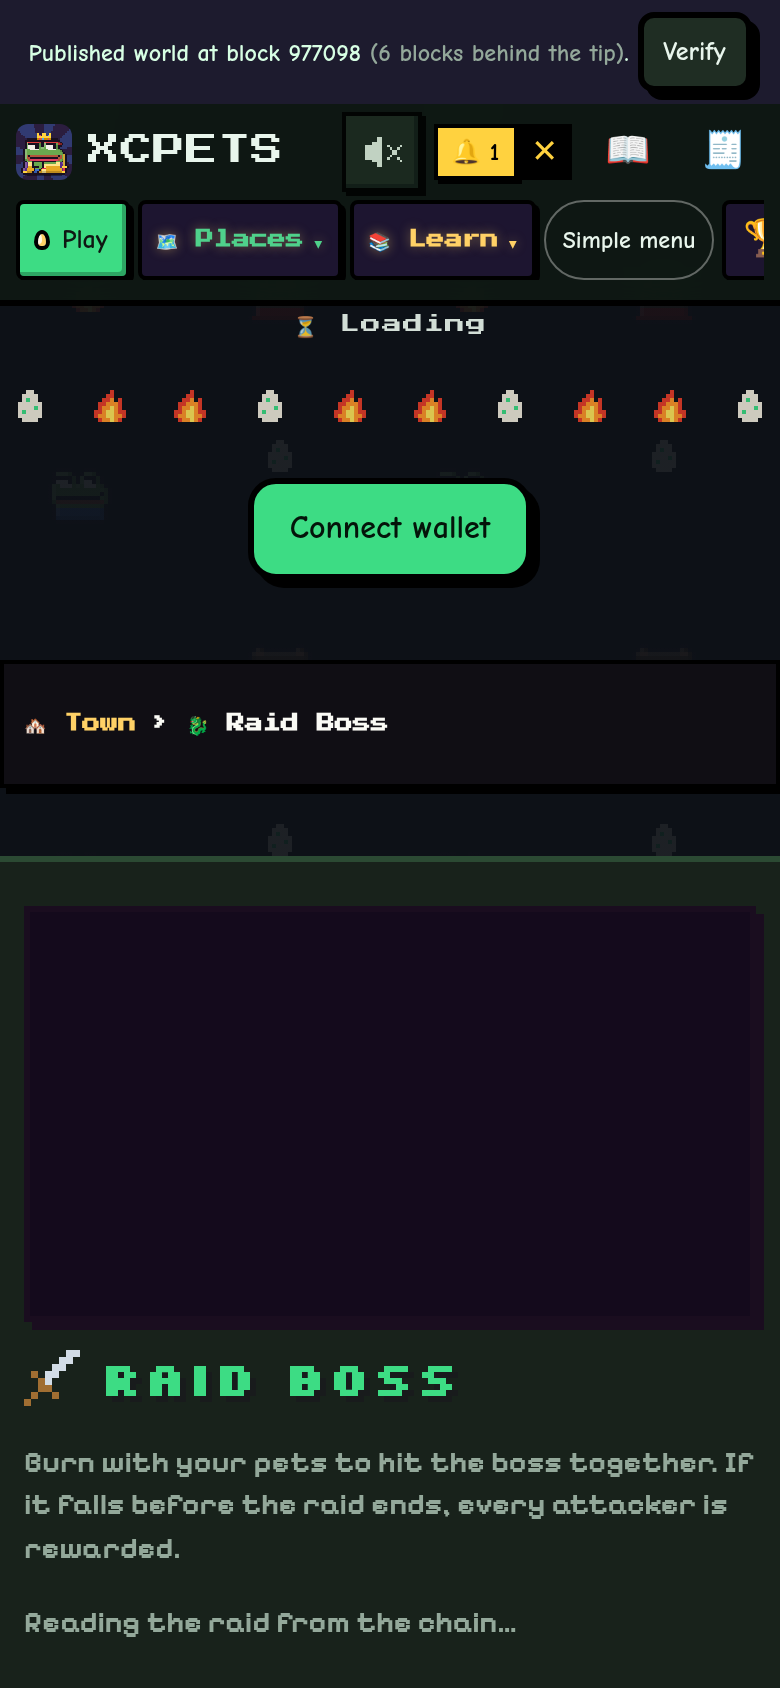 Published world at block 977098 (6 blocks behind the tip).
Verify
XCPETS
1
Play
Places
Learn
Simple menu
Loading
Connect wallet
Town › Raid Boss
RAID BOSS
Burn with your pets to hit the boss together. If
it falls before the raid ends, every attacker is
rewarded.
Reading the raid from the chain…